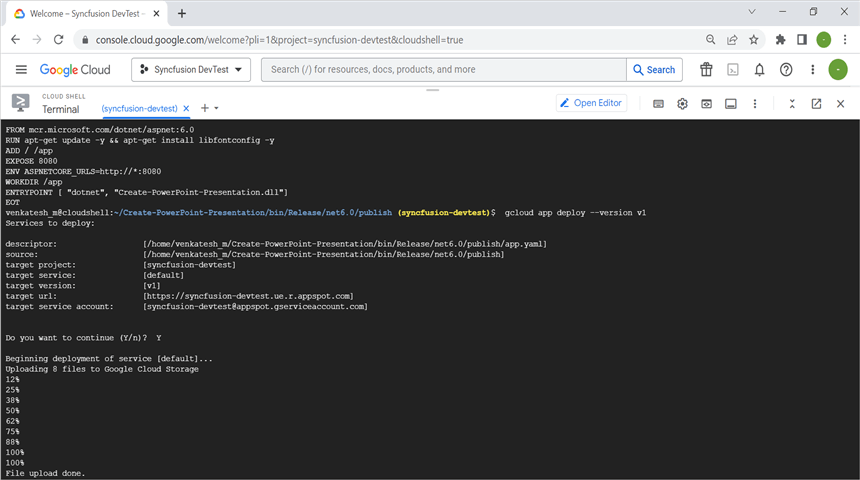 Welcome – Syncfusion DevTest –
console.cloud.google.com/welcome?pli=1&project=syncfusion-devtest&cloudshell=true
Google Cloud
Syncfusion DevTest
Search (/) for resources, docs, products, and more
Search
CLOUD SHELL
Terminal
(syncfusion-devtest)
Open Editor
FROM mcr.microsoft.com/dotnet/aspnet:6.0
RUN apt-get update -y && apt-get install libfontconfig -y
ADD / /app
EXPOSE 8080
ENV ASPNETCORE_URLS=http://*:8080
WORKDIR /app
ENTRYPOINT [ "dotnet", "Create-PowerPoint-Presentation.dll"]
EOT
venkatesh_m@cloudshell:~/Create-PowerPoint-Presentation/bin/Release/net6.0/publish (syncfusion-devtest)$ gcloud app deploy --version v1
Services to deploy:
descriptor: [/home/venkatesh_m/Create-PowerPoint-Presentation/bin/Release/net6.0/publish/app.yaml]
source: [/home/venkatesh_m/Create-PowerPoint-Presentation/bin/Release/net6.0/publish]
target project: [syncfusion-devtest]
target service: [default]
target version: [v1]
target url: [https://syncfusion-devtest.ue.r.appspot.com]
target service account: [syncfusion-devtest@appspot.gserviceaccount.com]
Do you want to continue (Y/n)? Y
Beginning deployment of service [default]...
Uploading 8 files to Google Cloud Storage
12%
25%
38%
50%
62%
75%
88%
100%
100%
File upload done.